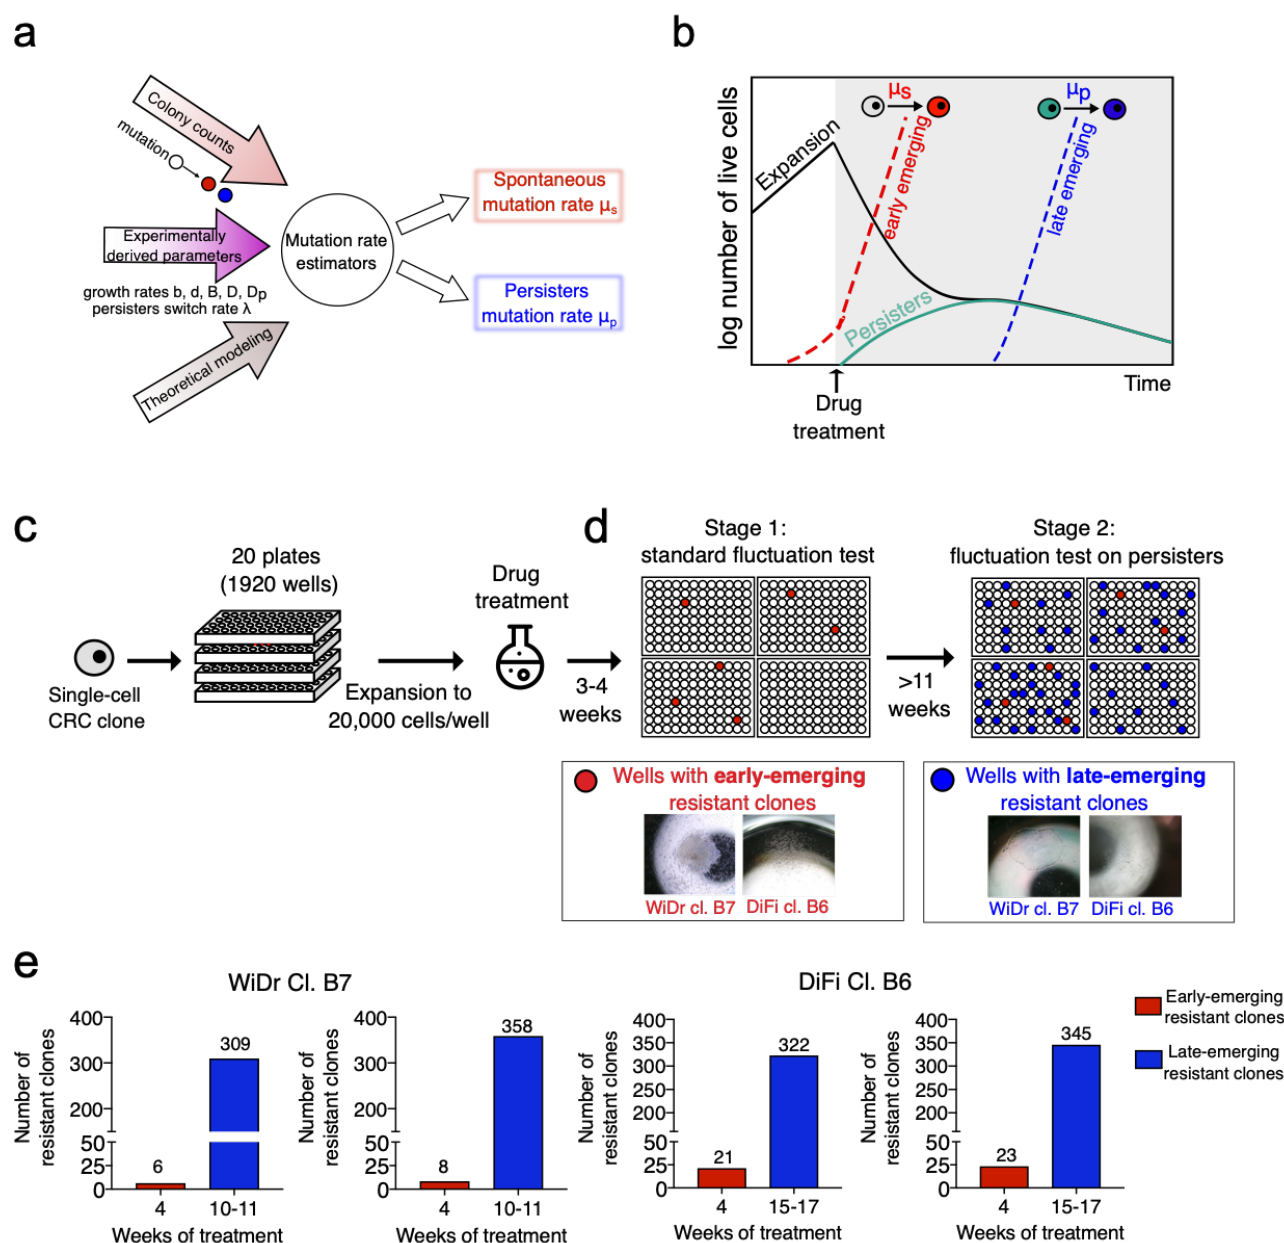 a
Colony counts
mutation
Experimentally
derived parameters
growth rates b, d, B, D, Dp
persisters switch rate λ
Theoretical modeling
Mutation rate
estimators
Spontaneous
mutation rate μs
Persisters
mutation rate μp
b
log number of live cells
Expansion
μs
early emerging
μp
late emerging
Persisters
Time
Drug
treatment
c
20 plates
(1920 wells)
Single-cell
CRC clone
Expansion to
20,000 cells/well
Drug
treatment
3-4
weeks
d
Stage 1:
standard fluctuation test
>11
weeks
Stage 2:
fluctuation test on persisters
Wells with early-emerging
resistant clones
WiDr cl. B7
DiFi cl. B6
Wells with late-emerging
resistant clones
WiDr cl. B7
DiFi cl. B6
e
WiDr Cl. B7
Number of
resistant clones
400
300
200
50
25
0
6
309
4
10-11
Weeks of treatment
Number of
resistant clones
400
300
200
50
25
0
8
358
4
10-11
Weeks of treatment
DiFi Cl. B6
Number of
resistant clones
400
350
300
250
200
50
25
0
21
322
4
15-17
Weeks of treatment
Number of
resistant clones
400
350
300
250
200
50
25
0
23
345
4
15-17
Weeks of treatment
Early-emerging
resistant clones
Late-emerging
resistant clones